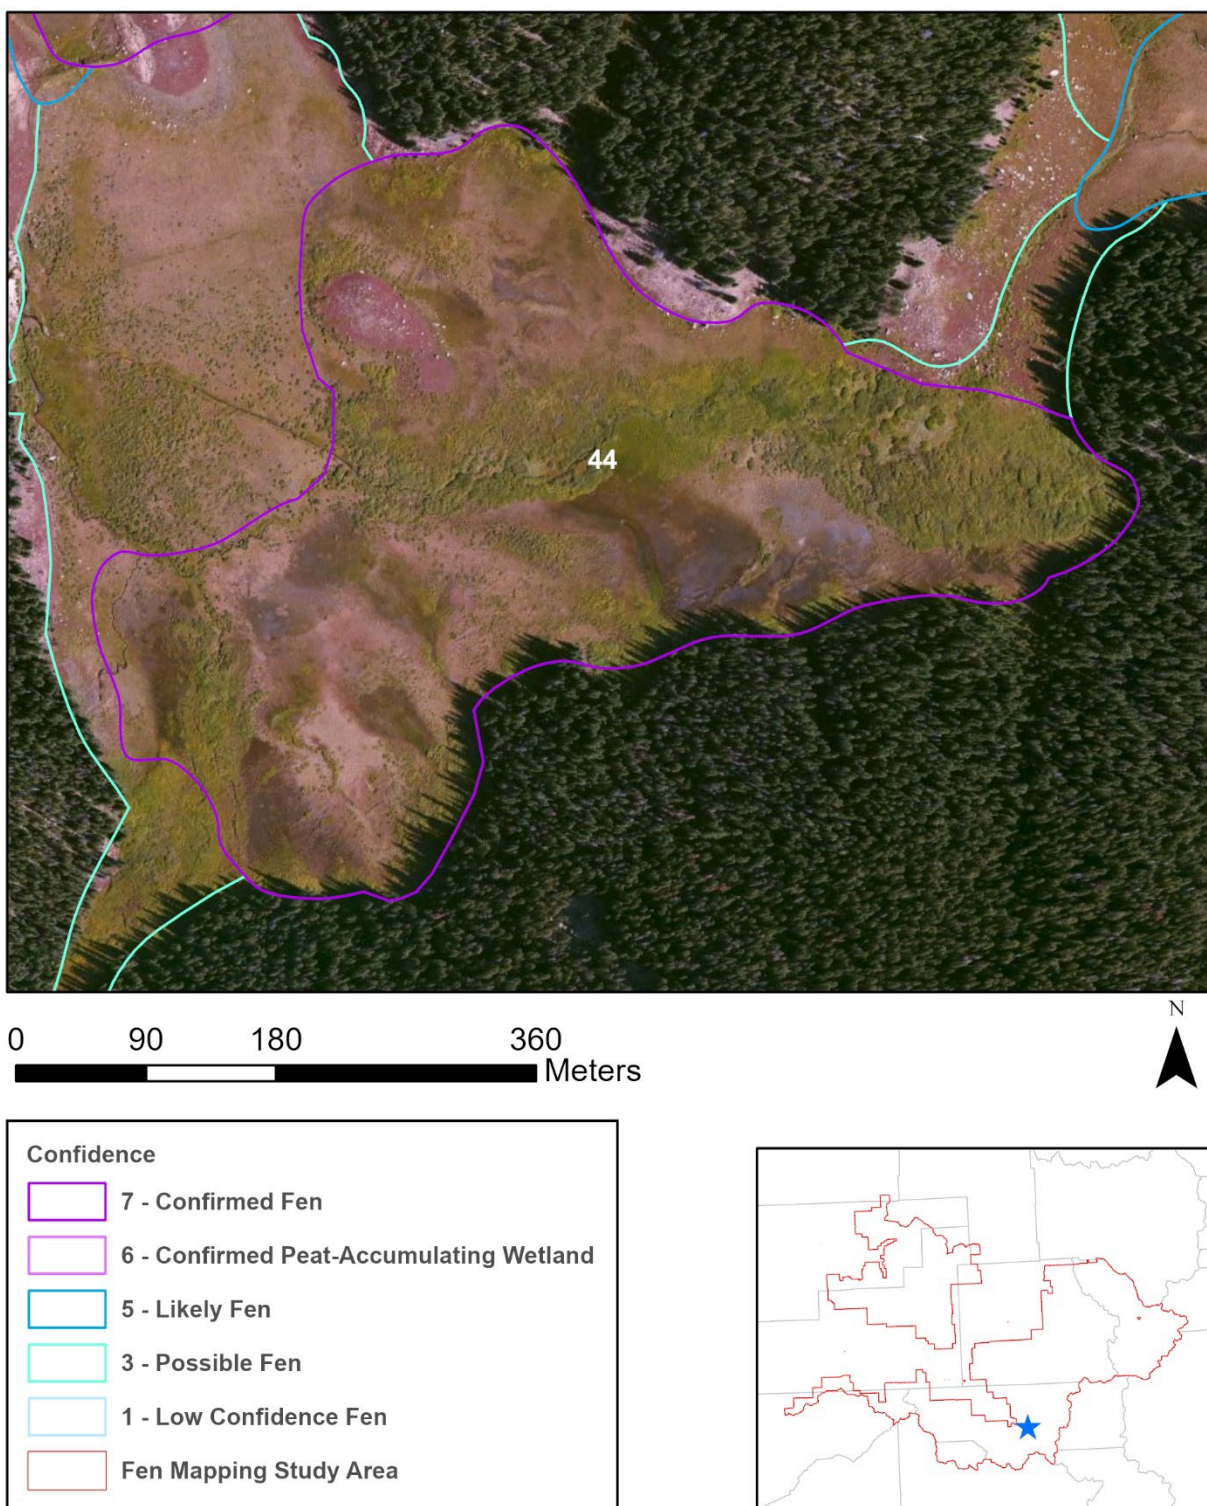 44
N
0 90 180 360
Meters
Confidence
7 - Confirmed Fen
6 - Confirmed Peat-Accumulating Wetland
5 - Likely Fen
3 - Possible Fen
1 - Low Confidence Fen
Fen Mapping Study Area